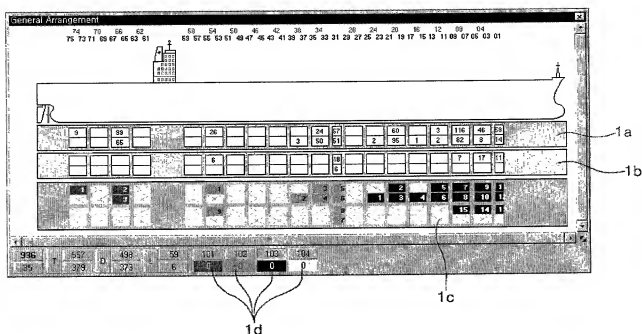 General Arrangement
74 70 66 62 58 54 50 46 42 38 34 28 24 20 16 12 08 04
75 73 71 69 67 65 63 61 59 57 55 53 51 49 47 45 43 41 39 37 35 33 31 29 27 25 23 21 19 17 15 13 11 09 07 05 03 01
9 89 26 24 57 60 3 116 46 59
65 3 50 51 2 95 1 2 62 2 14
1a
6 18 7 17 11
6
1b
1 2 1 3 5 2 5 7 9 1
7 2 4 6 1 3 4 6 8 10 1
9 15 14 1
1c
936 T 557 D 498 L 59 101 102 103 104
35 379 373 6 0 0
1d